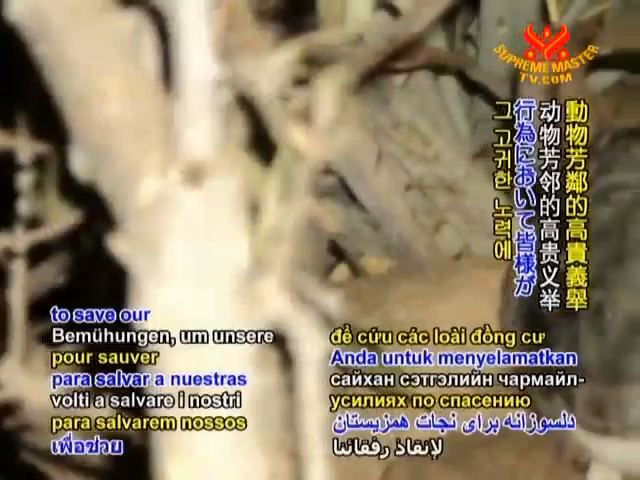 SUPREME MASTER
TV.COM
動物芳鄰的高貴義舉
动物芳邻的高贵义举
行為において皆様が
그 고귀한 노력에
to save our
Bemühungen, um unsere
pour sauver
para salvar a nuestras
volti a salvare i nostri
para salvarem nossos
เพื่อช่วย
để cứu các loài đồng cư
Anda untuk menyelamatkan
сайхан сэтгэлийн чармайл-
усилиях по спасению
دلسوزانه برای نجات همزیستان
لإنقاذ رفقائنا